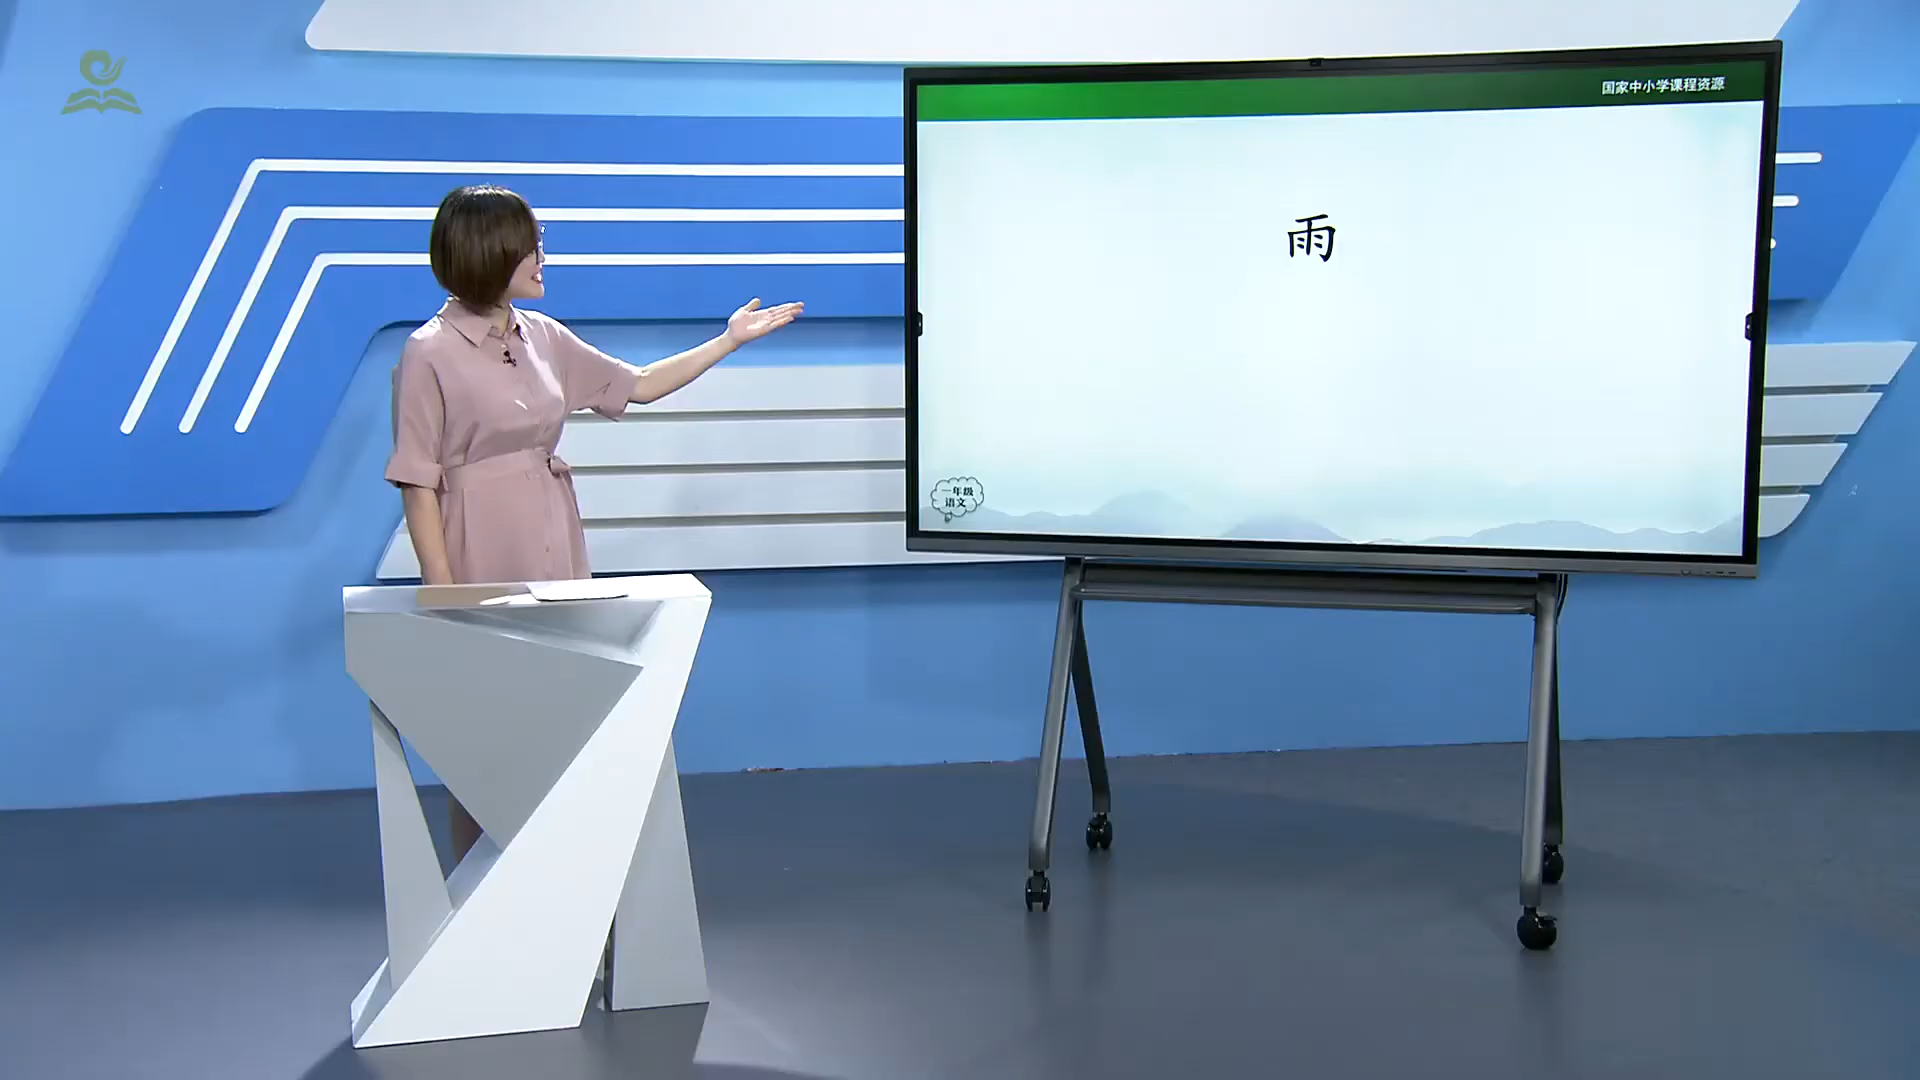 国家中小学课程资源
雨
一年级
语文